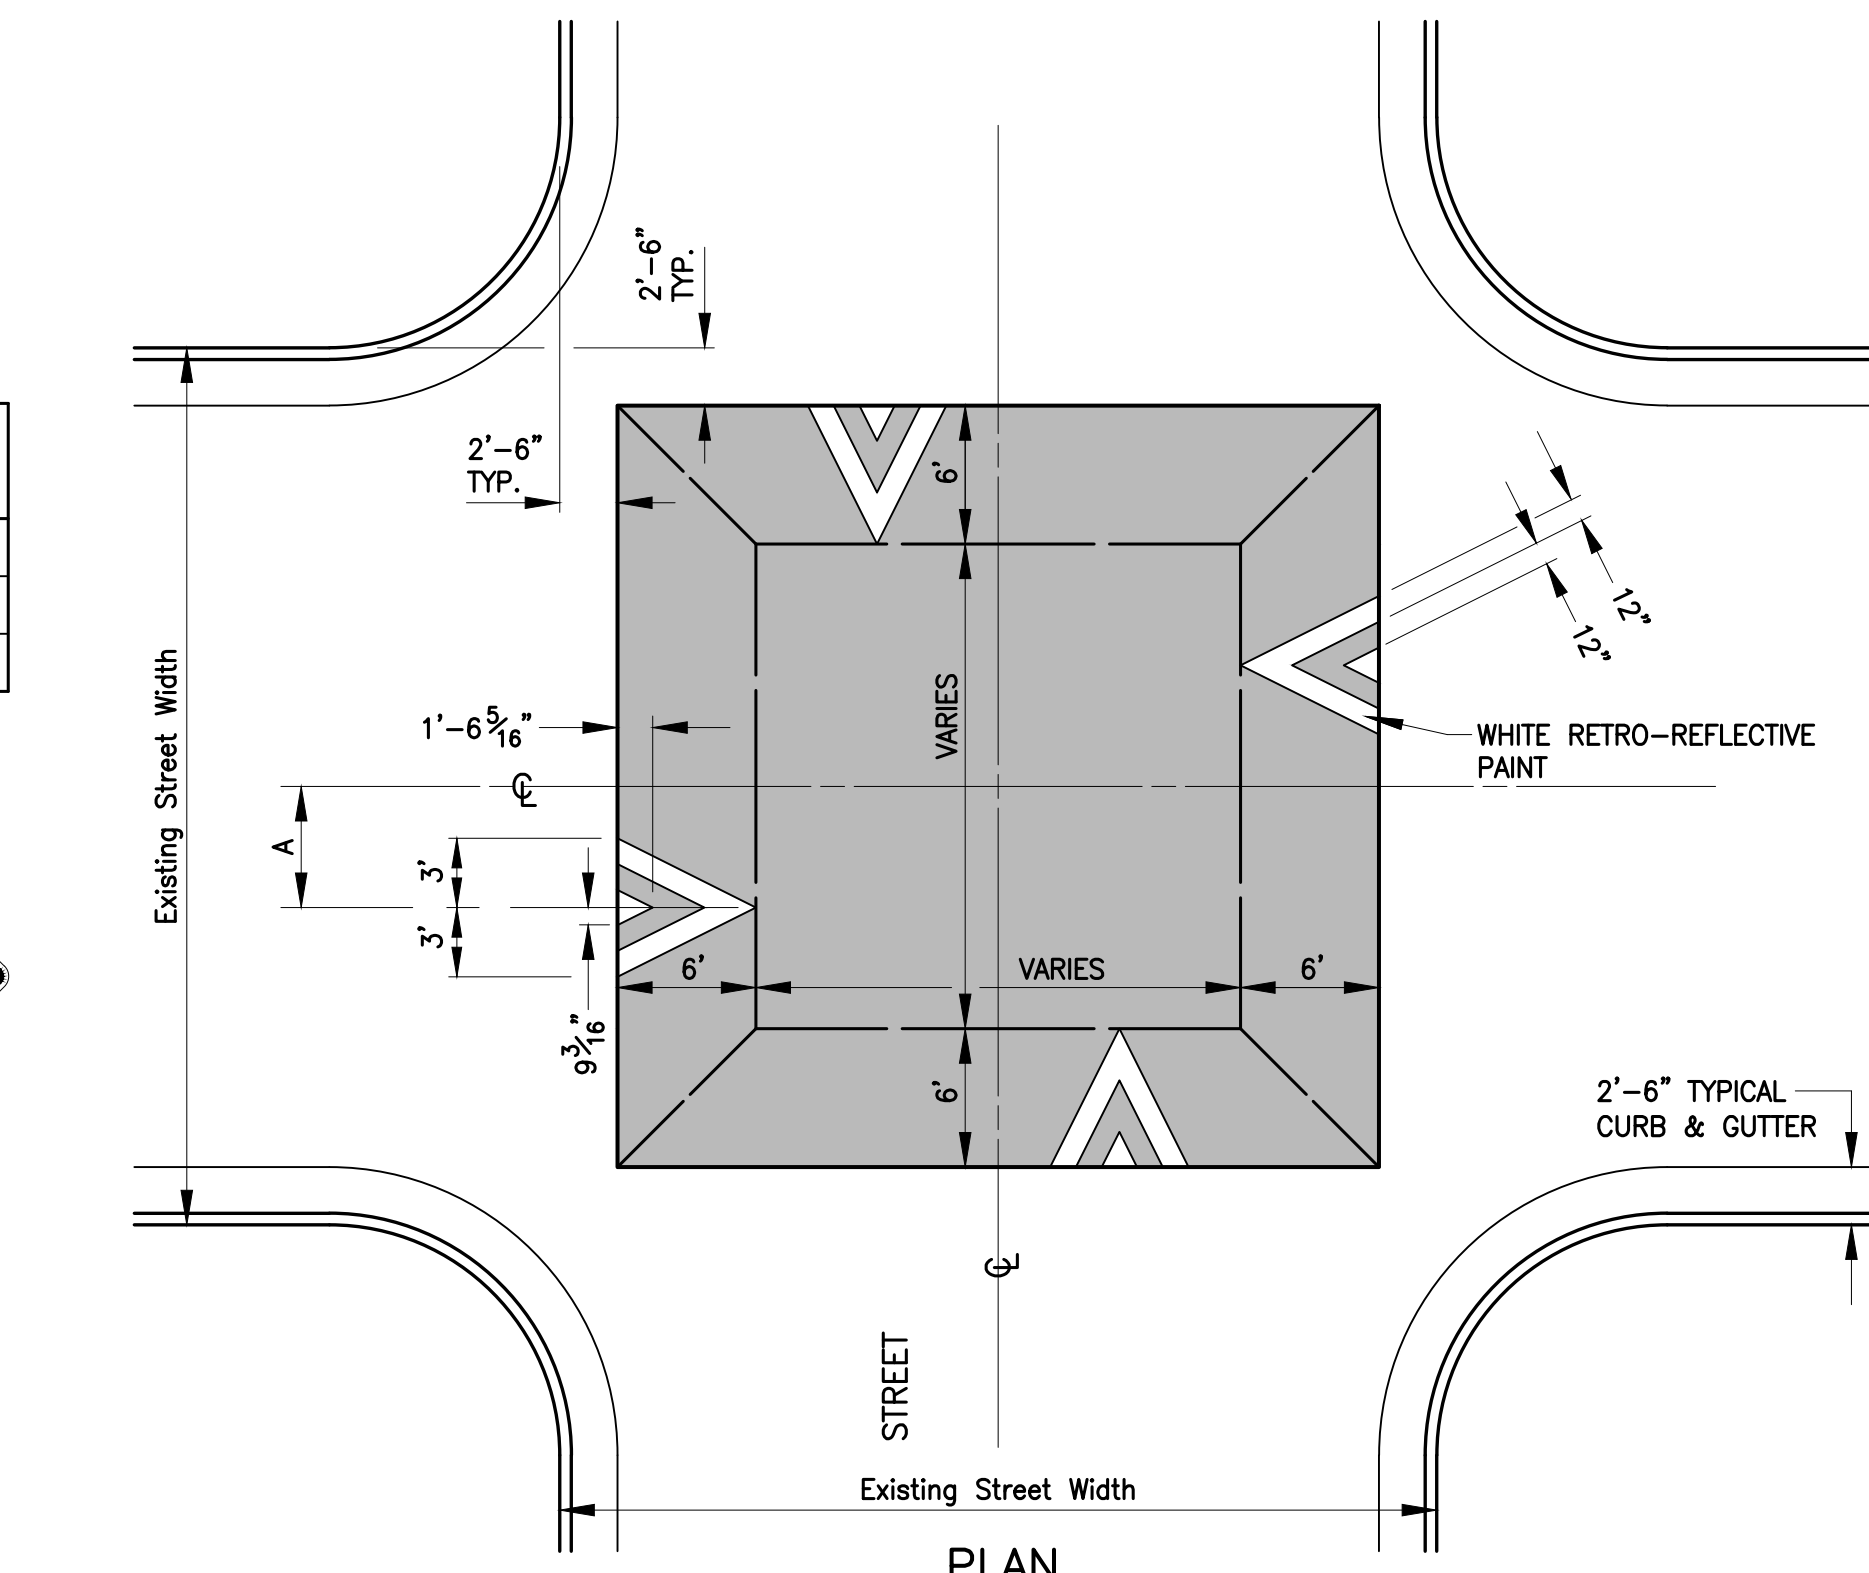 2'-6"
TYP.
2'-6"
TYP.
6'
12"
12"
Existing Street Width
VARIES
1'-6 5/16"
WHITE RETRO-REFLECTIVE
PAINT
℄
A
3'
3'
6'
VARIES
6'
9 3/16"
6'
2'-6" TYPICAL
CURB & GUTTER
℄
STREET
Existing Street Width
PLAN